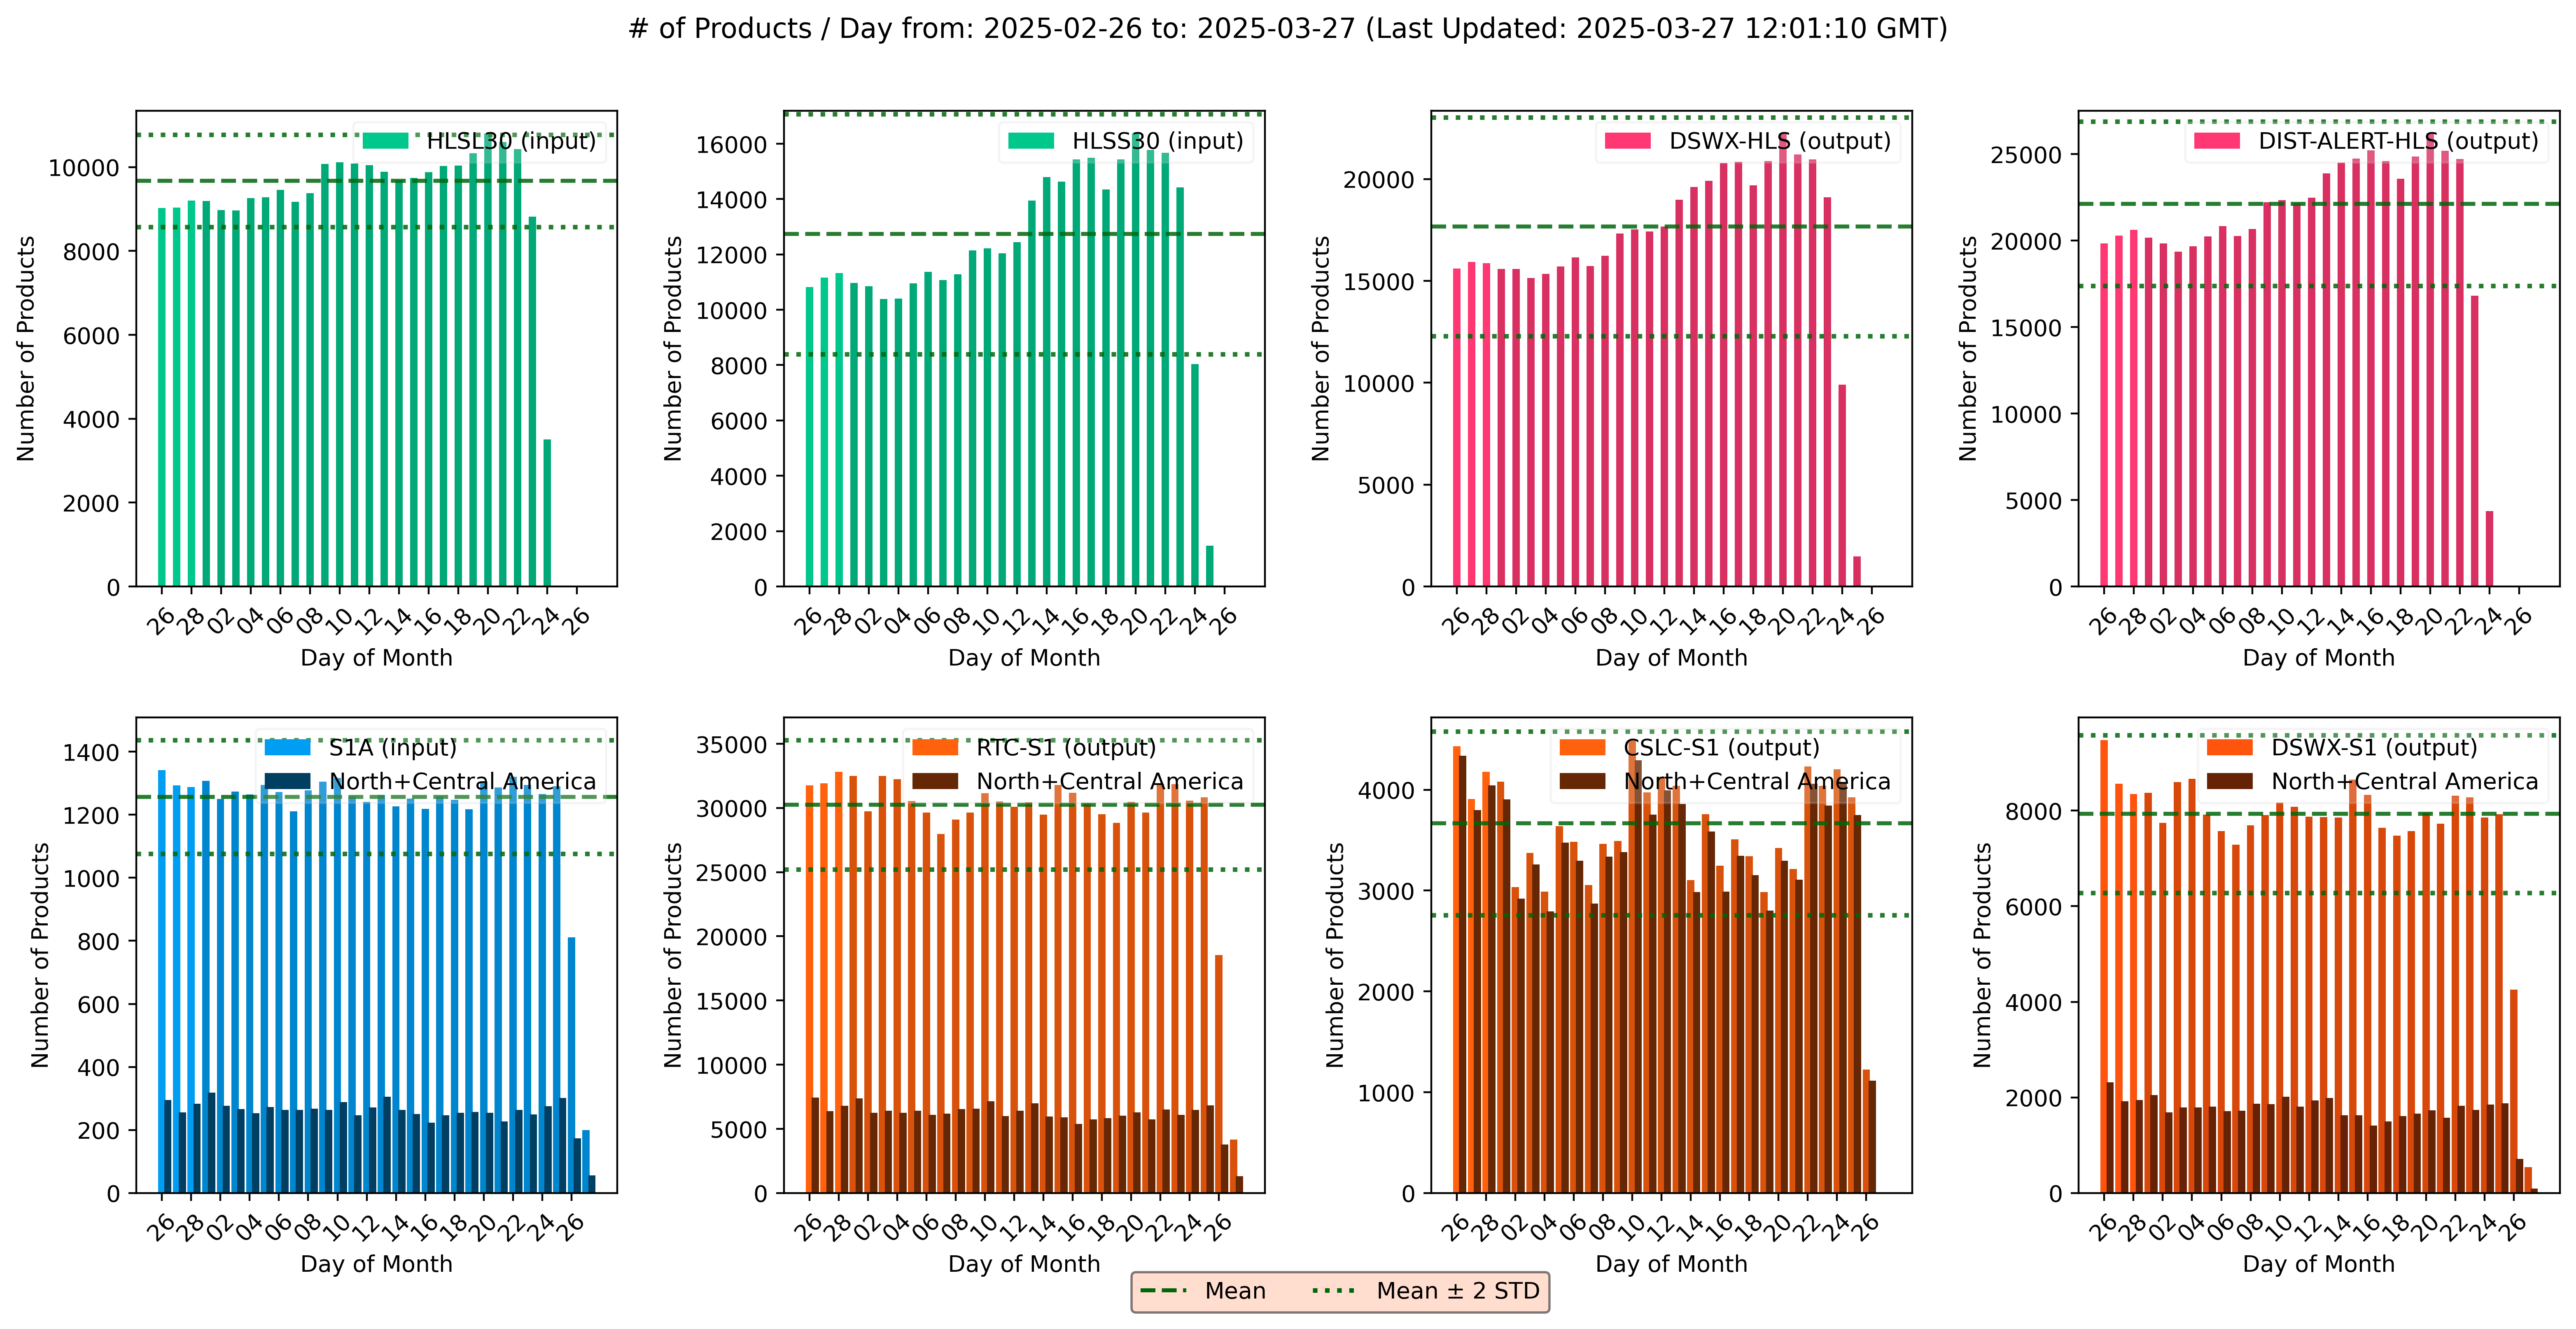 # of Products / Day from: 2025-02-26 to: 2025-03-27 (Last Updated: 2025-03-27 12:01:10 GMT)
HLSL30 (input)
Number of Products
10000
8000
6000
4000
2000
0
26 28 02 04 06 08 10 12 14 16 18 20 22 24 26
Day of Month
HLSS30 (input)
Number of Products
16000
14000
12000
10000
8000
6000
4000
2000
0
26 28 02 04 06 08 10 12 14 16 18 20 22 24 26
Day of Month
DSWX-HLS (output)
Number of Products
20000
15000
10000
5000
0
26 28 02 04 06 08 10 12 14 16 18 20 22 24 26
Day of Month
DIST-ALERT-HLS (output)
Number of Products
25000
20000
15000
10000
5000
0
26 28 02 04 06 08 10 12 14 16 18 20 22 24 26
Day of Month
S1A (input)
North+Central America
Number of Products
1400
1200
1000
800
600
400
200
0
26 28 02 04 06 08 10 12 14 16 18 20 22 24 26
Day of Month
RTC-S1 (output)
North+Central America
Number of Products
35000
30000
25000
20000
15000
10000
5000
0
26 28 02 04 06 08 10 12 14 16 18 20 22 24 26
Day of Month
CSLC-S1 (output)
North+Central America
Number of Products
4000
3000
2000
1000
0
26 28 02 04 06 08 10 12 14 16 18 20 22 24 26
Day of Month
DSWX-S1 (output)
North+Central America
Number of Products
8000
6000
4000
2000
0
26 28 02 04 06 08 10 12 14 16 18 20 22 24 26
Day of Month
Mean
Mean ± 2 STD